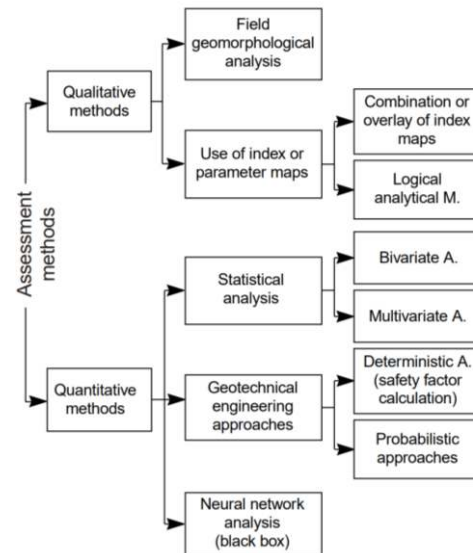 Assessment
methods
Qualitative
methods
Field
geomorphological
analysis
Use of index or
parameter maps
Combination or
overlay of index
maps
Logical
analytical M.
Quantitative
methods
Statistical
analysis
Bivariate A.
Multivariate A.
Geotechnical
engineering
approaches
Deterministic A.
(safety factor
calculation)
Probabilistic
approaches
Neural network
analysis
(black box)